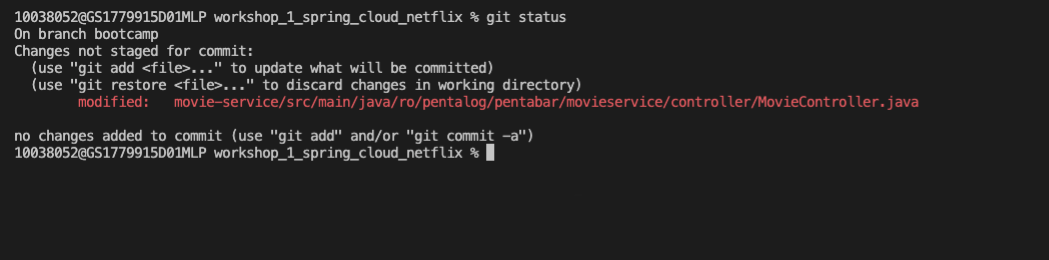 10038052@GS1779915D01MLP workshop_1_spring_cloud_netflix % git status
On branch bootcamp
Changes not staged for commit:
  (use "git add <file>..." to update what will be committed)
  (use "git restore <file>..." to discard changes in working directory)
        modified:   movie-service/src/main/java/ro/pentalog/pentabar/movieservice/controller/MovieController.java

no changes added to commit (use "git add" and/or "git commit -a")
10038052@GS1779915D01MLP workshop_1_spring_cloud_netflix %